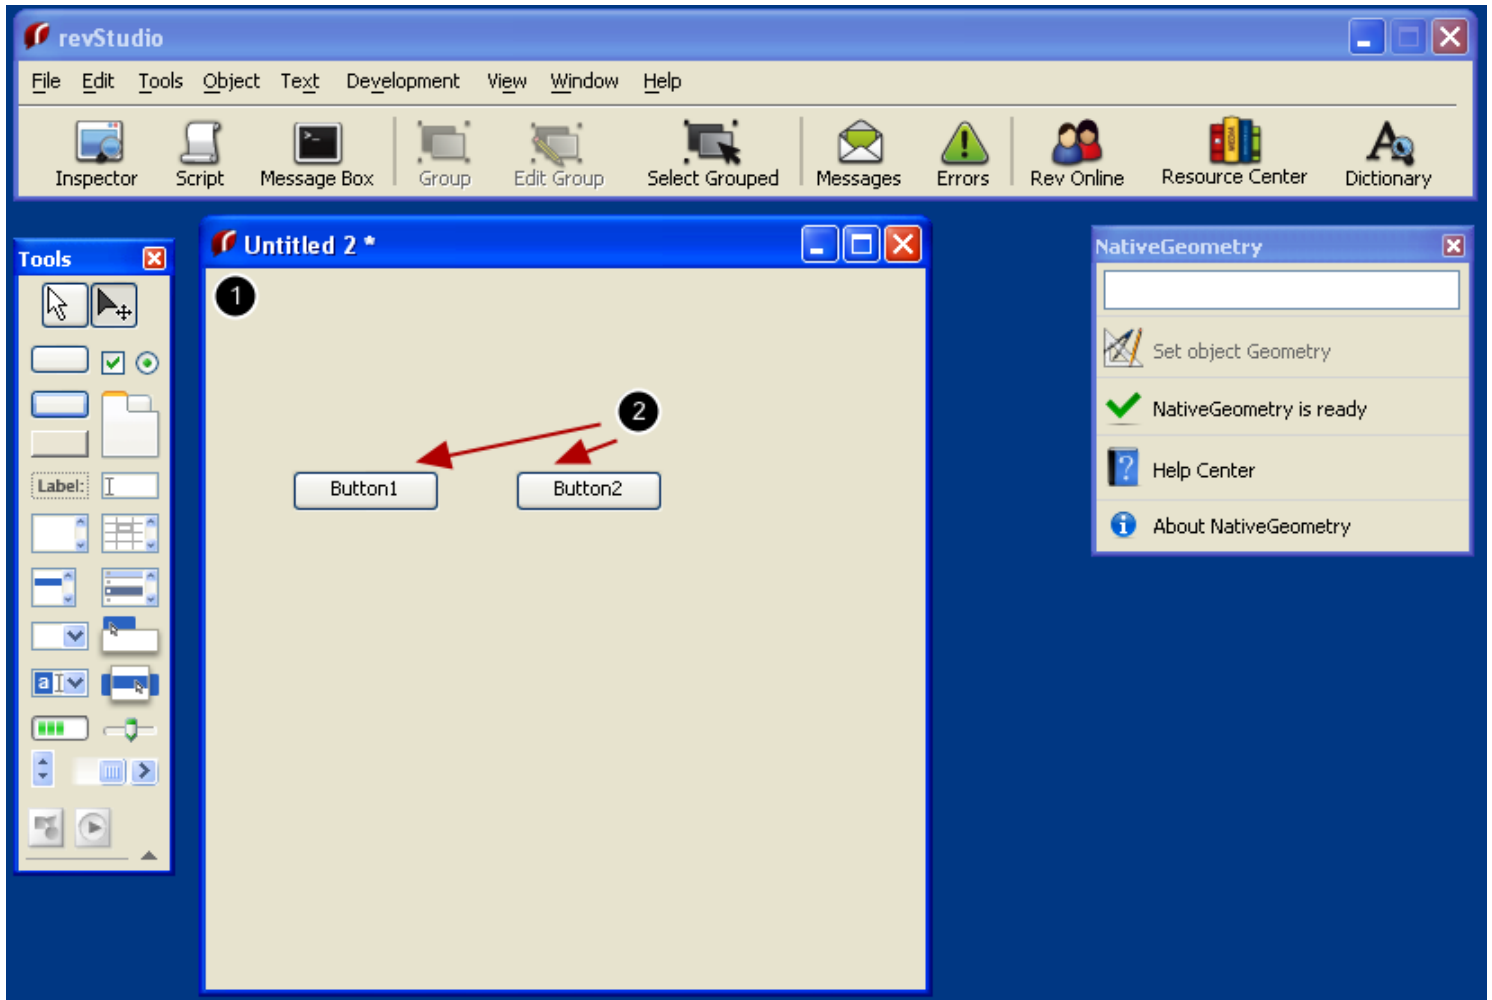 revStudio
File Edit Tools Object Text Development View Window Help
Inspector Script Message Box Group Edit Group Select Grouped Messages Errors Rev Online Resource Center Dictionary
Tools
Label:
a
Untitled 2 *
1
2
Button1 Button2
NativeGeometry
Set object Geometry
NativeGeometry is ready
? Help Center
i About NativeGeometry